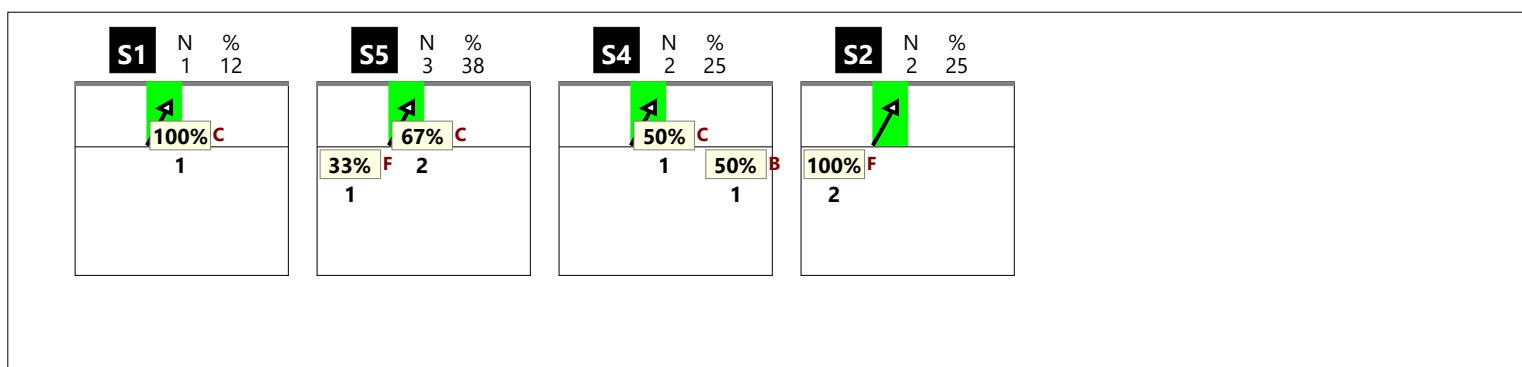 S1 N % 1 12
100% C
1
S5 N % 3 38
67% C
33% F 2
1
S4 N % 2 25
50% C
1 50% B
1
S2 N % 2 25
100% F
2